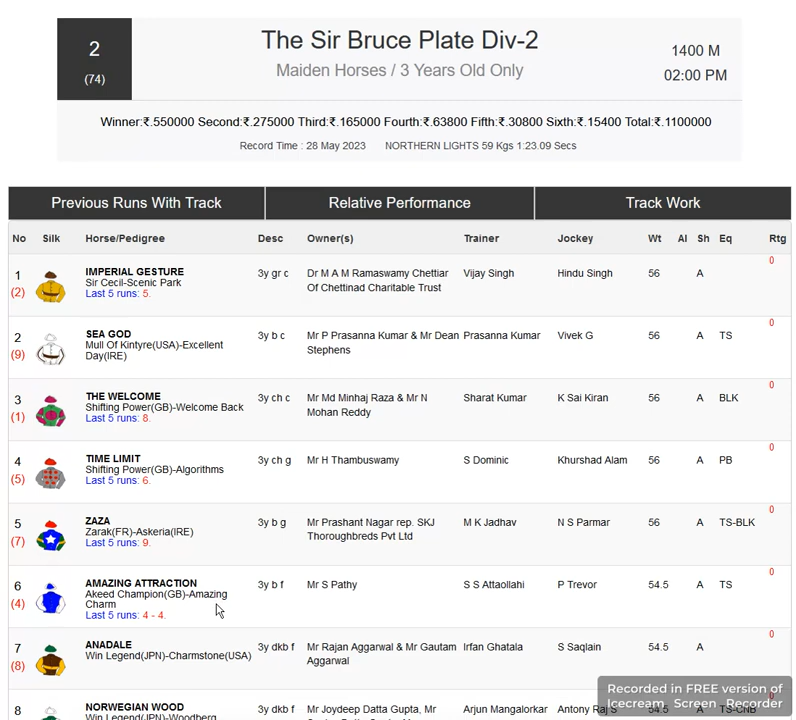 2
(74)
The Sir Bruce Plate Div-2
Maiden Horses / 3 Years Old Only
1400 M
02:00 PM
Winner:₹.550000 Second:₹.275000 Third:₹.165000 Fourth:₹.63800 Fifth:₹.30800 Sixth:₹.15400 Total:₹.1100000
Record Time : 28 May 2023 NORTHERN LIGHTS 59 Kgs 1:23.09 Secs
Previous Runs With Track Relative Performance Track Work
No Silk Horse/Pedigree Desc Owner(s) Trainer Jockey Wt Al Sh Eq Rtg
1 (2) IMPERIAL GESTURE 3y gr c Dr M A M Ramaswamy Chettiar Vijay Singh Hindu Singh 56 A 0
Sir Cecil-Scenic Park Of Chettinad Charitable Trust
Last 5 runs: 5.
2 (9) SEA GOD 3y b c Mr P Prasanna Kumar & Mr Dean Prasanna Kumar Vivek G 56 A TS 0
Mull Of Kintyre(USA)-Excellent Stephens
Day(IRE)
3 (1) THE WELCOME 3y ch c Mr Md Minhaj Raza & Mr N Sharat Kumar K Sai Kiran 56 A BLK 0
Shifting Power(GB)-Welcome Back Mohan Reddy
Last 5 runs: 8.
4 (5) TIME LIMIT 3y ch g Mr H Thambuswamy S Dominic Khurshad Alam 56 A PB 0
Shifting Power(GB)-Algorithms
Last 5 runs: 6.
5 (7) ZAZA 3y b g Mr Prashant Nagar rep. SKJ M K Jadhav N S Parmar 56 A TS-BLK 0
Zarak(FR)-Askeria(IRE) Thoroughbreds Pvt Ltd
Last 5 runs: 9.
6 (4) AMAZING ATTRACTION 3y b f Mr S Pathy S S Attaollahi P Trevor 54.5 A TS 0
Akeed Champion(GB)-Amazing
Charm
Last 5 runs: 4 - 4.
7 (8) ANADALE 3y dkb f Mr Rajan Aggarwal & Mr Gautam Irfan Ghatala S Saqlain 54.5 A 0
Win Legend(JPN)-Charmstone(USA) Aggarwal
8 NORWEGIAN WOOD 3y dkb f Mr Joydeep Datta Gupta, Mr Arjun Mangalorkar Antony Raj S 54.5 A TS-CNB
Win Legend(JPN)-Woodberg
Recorded in FREE version of
Icecream Screen Recorder